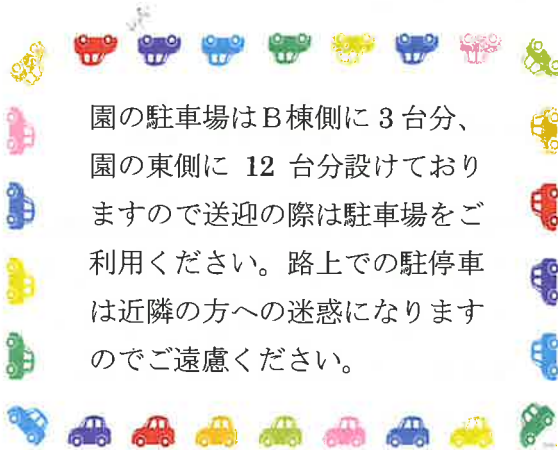 園の駐車場はＢ棟側に３台分、
園の東側に 12 台分設けており
ますので送迎の際は駐車場をご
利用ください。路上での駐停車
は近隣の方への迷惑になります
のでご遠慮ください。